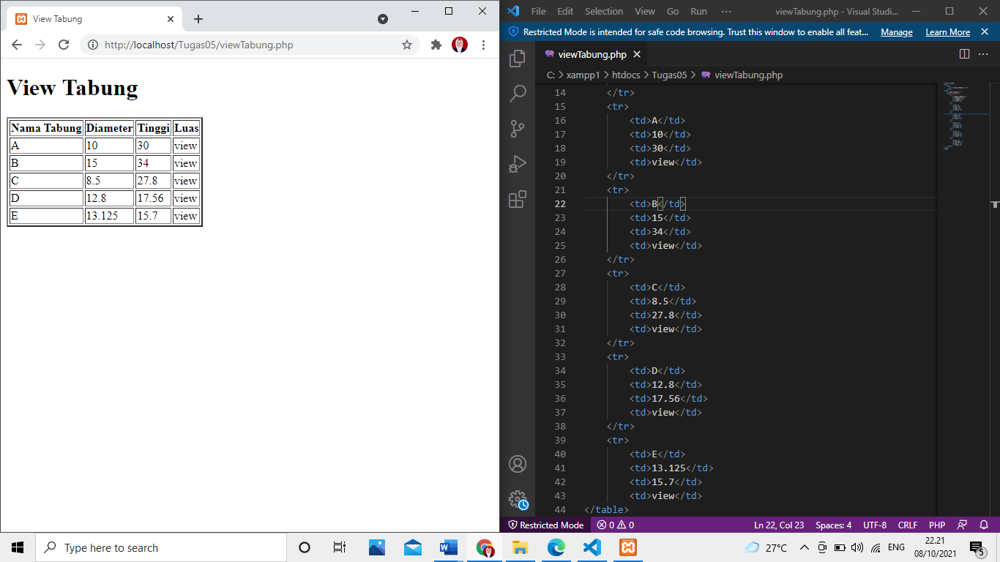 View Tabung
http://localhost/Tugas05/viewTabung.php
View Tabung
Nama Tabung Diameter Tinggi Luas
A 10 30 view
B 15 34 view
C 8.5 27.8 view
D 12.8 17.56 view
E 13.125 15.7 view
File Edit Selection View Go Run ··· viewTabung.php - Visual Studi...
Restricted Mode is intended for safe code browsing. Trust this window to enable all feat... Manage Learn More
viewTabung.php
C: > xampp1 > htdocs > Tugas05 > viewTabung.php
14 </tr>
15 <tr>
16 <td>A</td>
17 <td>10</td>
18 <td>30</td>
19 <td>view</td>
20 </tr>
21 <tr>
22 <td>B</td>
23 <td>15</td>
24 <td>34</td>
25 <td>view</td>
26 </tr>
27 <tr>
28 <td>C</td>
29 <td>8.5</td>
30 <td>27.8</td>
31 <td>view</td>
32 </tr>
33 <tr>
34 <td>D</td>
35 <td>12.8</td>
36 <td>17.56</td>
37 <td>view</td>
38 </tr>
39 <tr>
40 <td>E</td>
41 <td>13.125</td>
42 <td>15.7</td>
43 <td>view</td>
44 </table>
Restricted Mode 0 0 Ln 22, Col 23 Spaces: 4 UTF-8 CRLF PHP
Type here to search
27°C ENG 22.21
08/10/2021 5